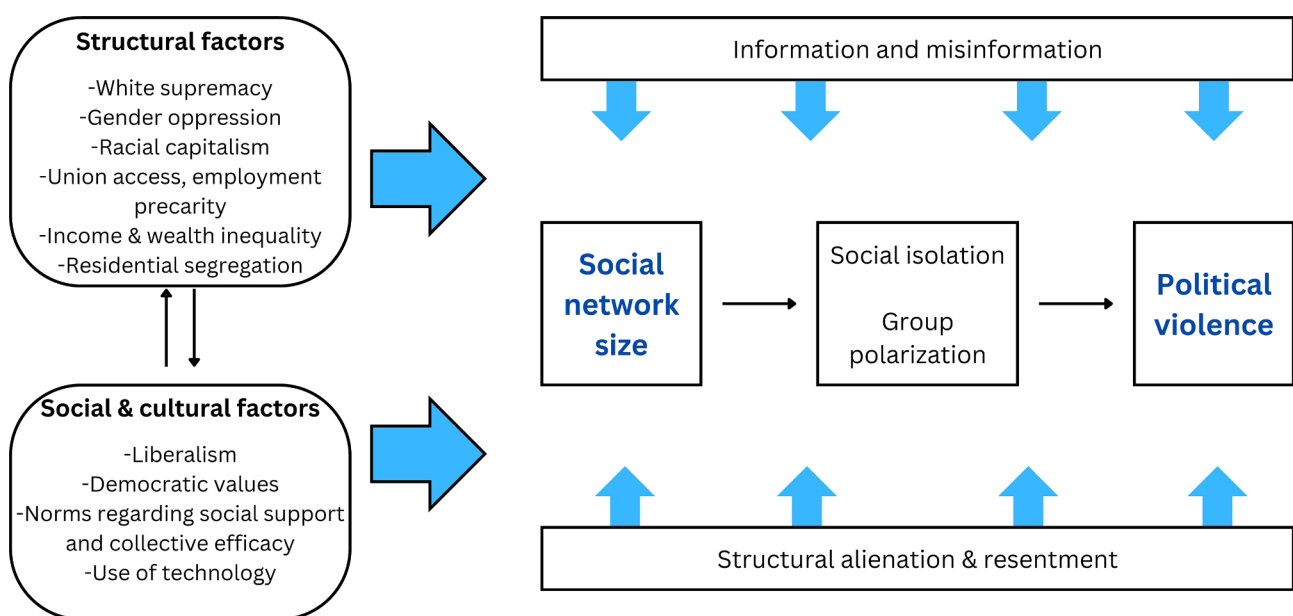 Structural factors
-White supremacy
-Gender oppression
-Racial capitalism
-Union access, employment
precarity
-Income & wealth inequality
-Residential segregation
Social & cultural factors
-Liberalism
-Democratic values
-Norms regarding social support
and collective efficacy
-Use of technology
Information and misinformation
Social
network
size
Social isolation
Group
polarization
Political
violence
Structural alienation & resentment